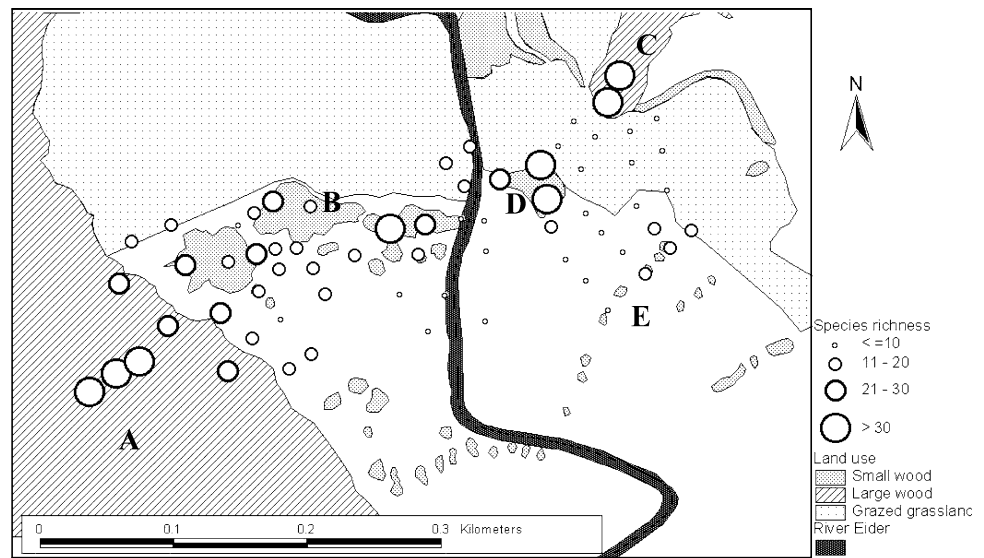 C
N
B
D
E
A
Species richness
< =10
11 - 20
21 - 30
> 30
Land use
Small wood
Large wood
Grazed grasslanc
River Eider
0 0.1 0.2 0.3 Kilometers